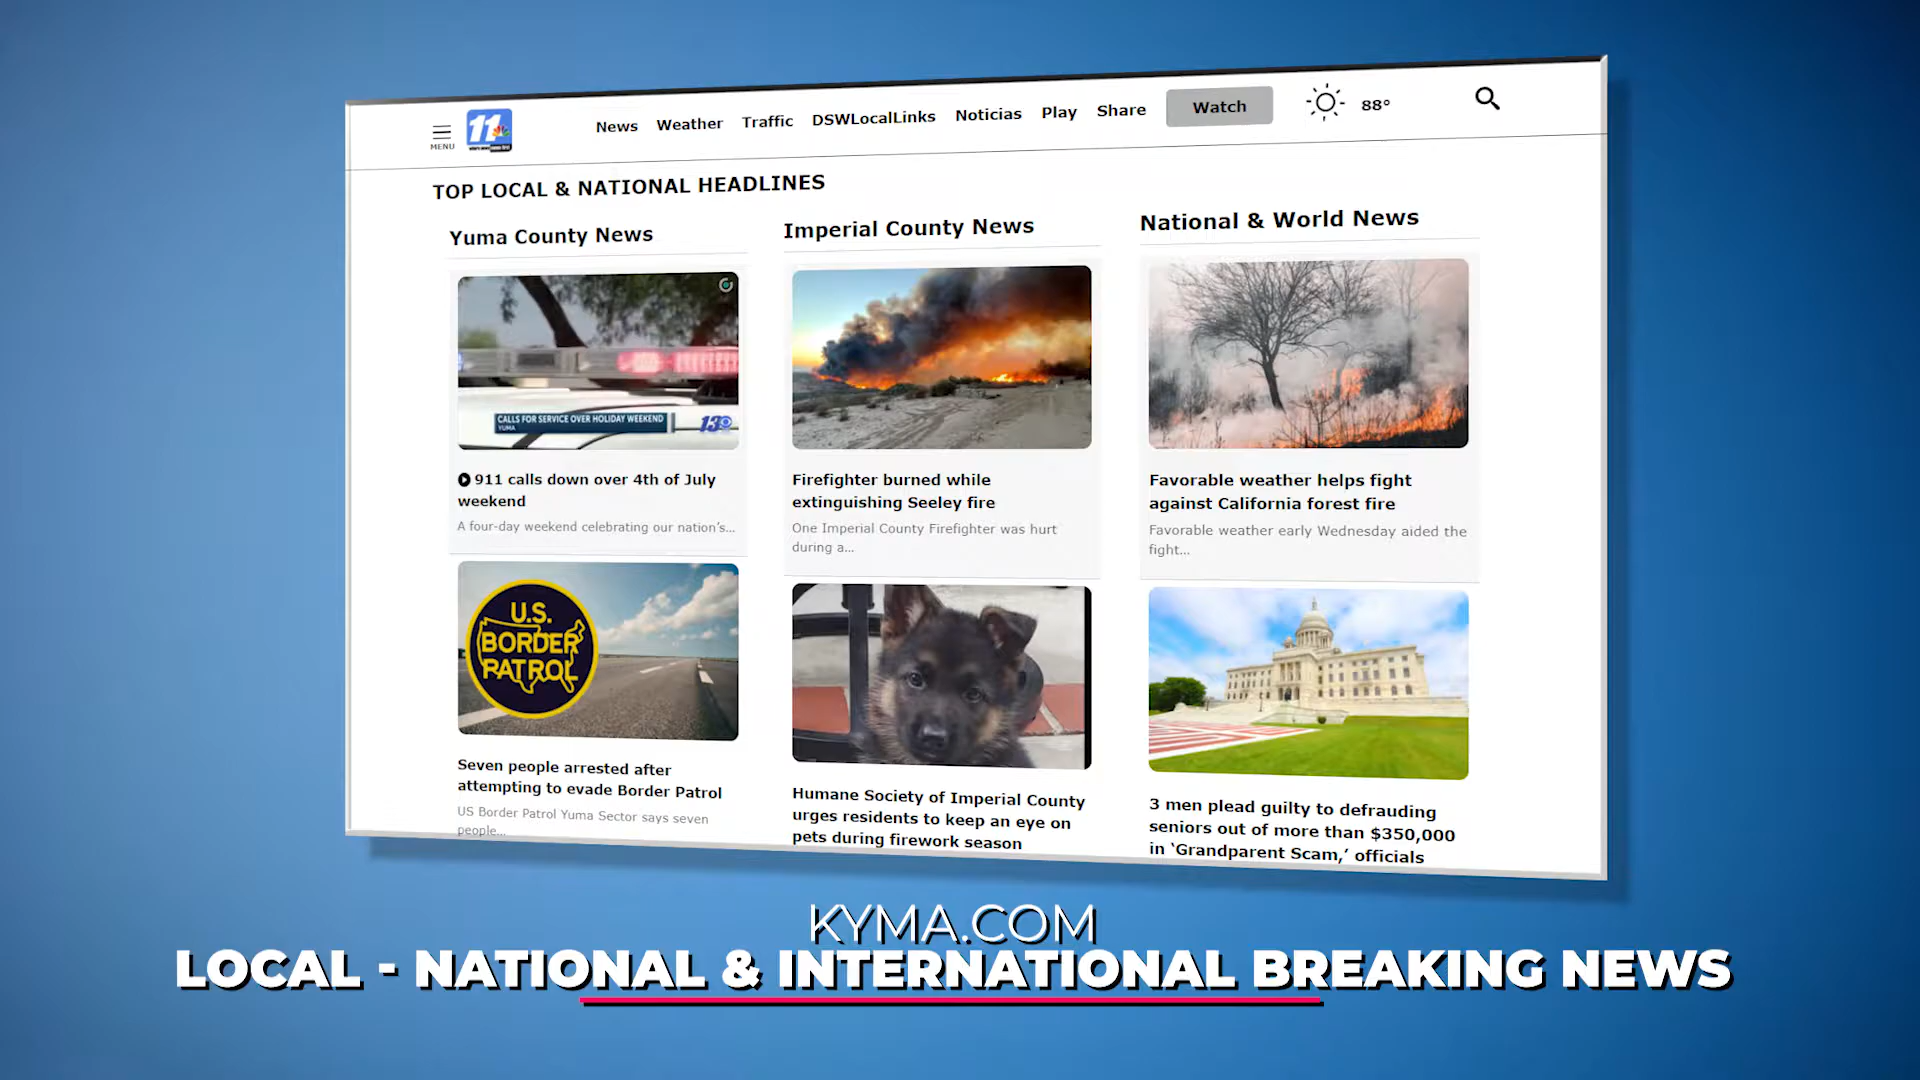 MENU
11
News Weather Traffic DSWLocalLinks Noticias Play Share Watch 88°
TOP LOCAL & NATIONAL HEADLINES
Yuma County News
CALLS FOR SERVICE OVER HOLIDAY WEEKEND
YUMA
13
911 calls down over 4th of July
weekend
A four-day weekend celebrating our nation's...
U.S.
BORDER
PATROL
Seven people arrested after
attempting to evade Border Patrol
US Border Patrol Yuma Sector says seven
people...
Imperial County News
Firefighter burned while
extinguishing Seeley fire
One Imperial County Firefighter was hurt
during a...
Humane Society of Imperial County
urges residents to keep an eye on
pets during firework season
National & World News
Favorable weather helps fight
against California forest fire
Favorable weather early Wednesday aided the
fight...
3 men plead guilty to defrauding
seniors out of more than $350,000
in ‘Grandparent Scam,’ officials
KYMA.COM
LOCAL - NATIONAL & INTERNATIONAL BREAKING NEWS